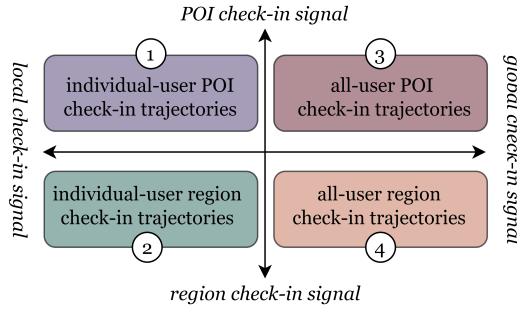 POI check-in signal
1
3
individual-user POI
check-in trajectories
all-user POI
check-in trajectories
local check-in signal
global check-in signal
individual-user region
check-in trajectories
all-user region
check-in trajectories
2
4
region check-in signal